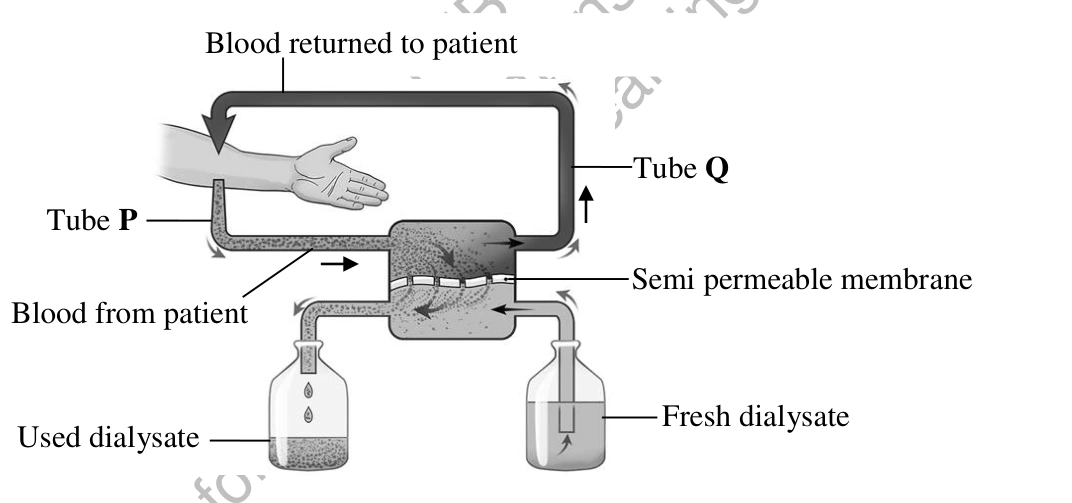 Blood returned to patient
Tube Q
Tube P
Semi permeable membrane
Blood from patient
Fresh dialysate
Used dialysate